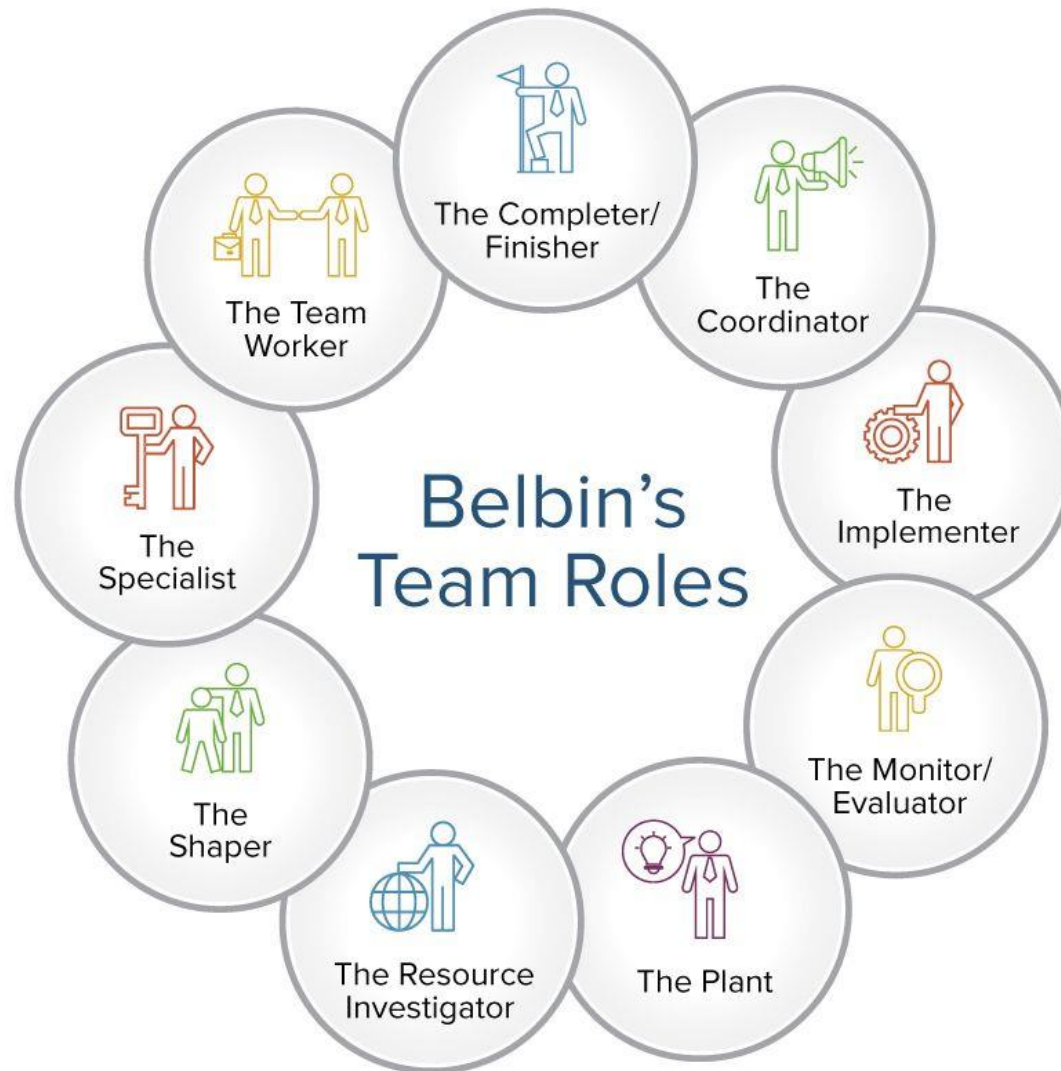 The Completer/
Finisher
The
Coordinator
The
Implementer
The Monitor/
Evaluator
The Plant
The Resource
Investigator
The
Shaper
The
Specialist
The Team
Worker
Belbin’s
Team Roles